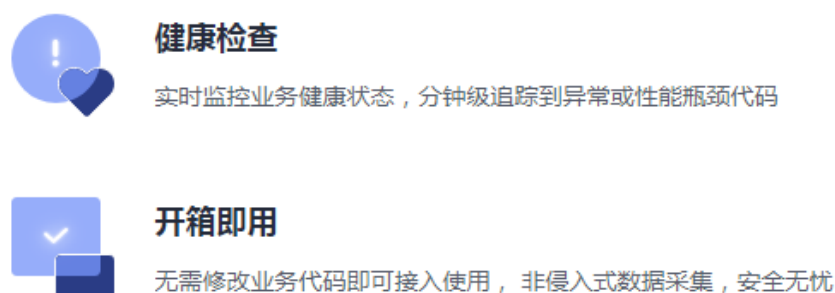 健康检查
实时监控业务健康状态，分钟级追踪到异常或性能瓶颈代码
开箱即用
无需修改业务代码即可接入使用， 非侵入式数据采集，安全无忧